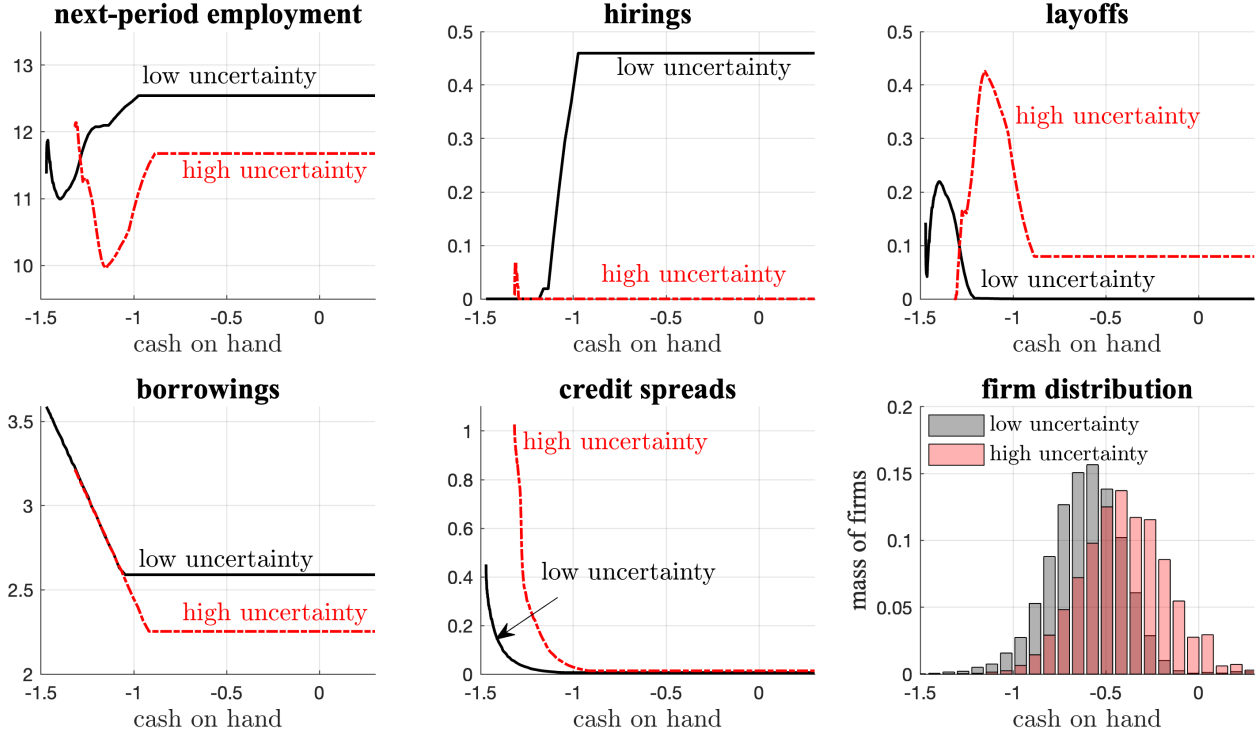 next-period employment
13
12
11
10
low uncertainty
high uncertainty
-1.5 -1 -0.5 0
cash on hand
hirings
0.5
0.4
0.3
0.2
0.1
0
low uncertainty
high uncertainty
-1.5 -1 -0.5 0
cash on hand
layoffs
0.5
0.4
0.3
0.2
0.1
0
high uncertainty
low uncertainty
-1.5 -1 -0.5 0
cash on hand
borrowings
3.5
3
2.5
2
low uncertainty
high uncertainty
-1.5 -1 -0.5 0
cash on hand
credit spreads
1
0.8
0.6
0.4
0.2
0
high uncertainty
low uncertainty
-1.5 -1 -0.5 0
cash on hand
firm distribution
mass of firms
0.2
0.15
0.1
0.05
0
low uncertainty
high uncertainty
-1.5 -1 -0.5 0
cash on hand